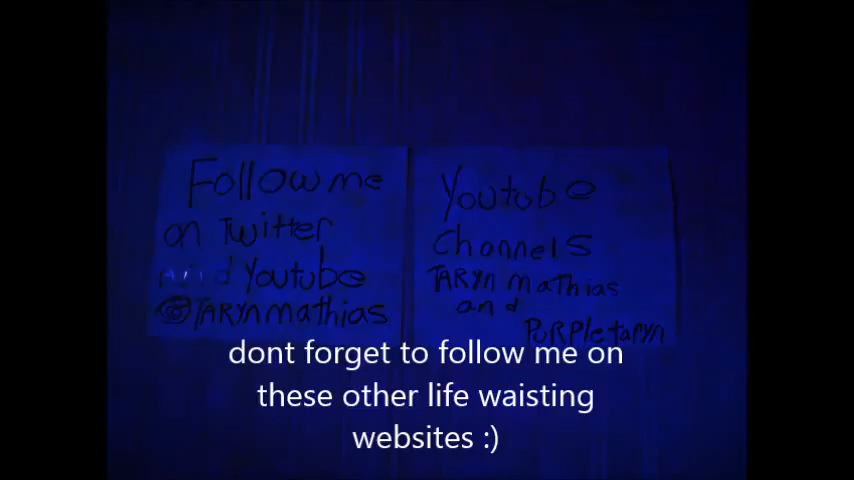 Follow me
on Twitter
and Youtube
@TARYnmathias
Youtube
channels
TARYn mathias
and
PURPletaryn
dont forget to follow me on
these other life waisting
websites :)